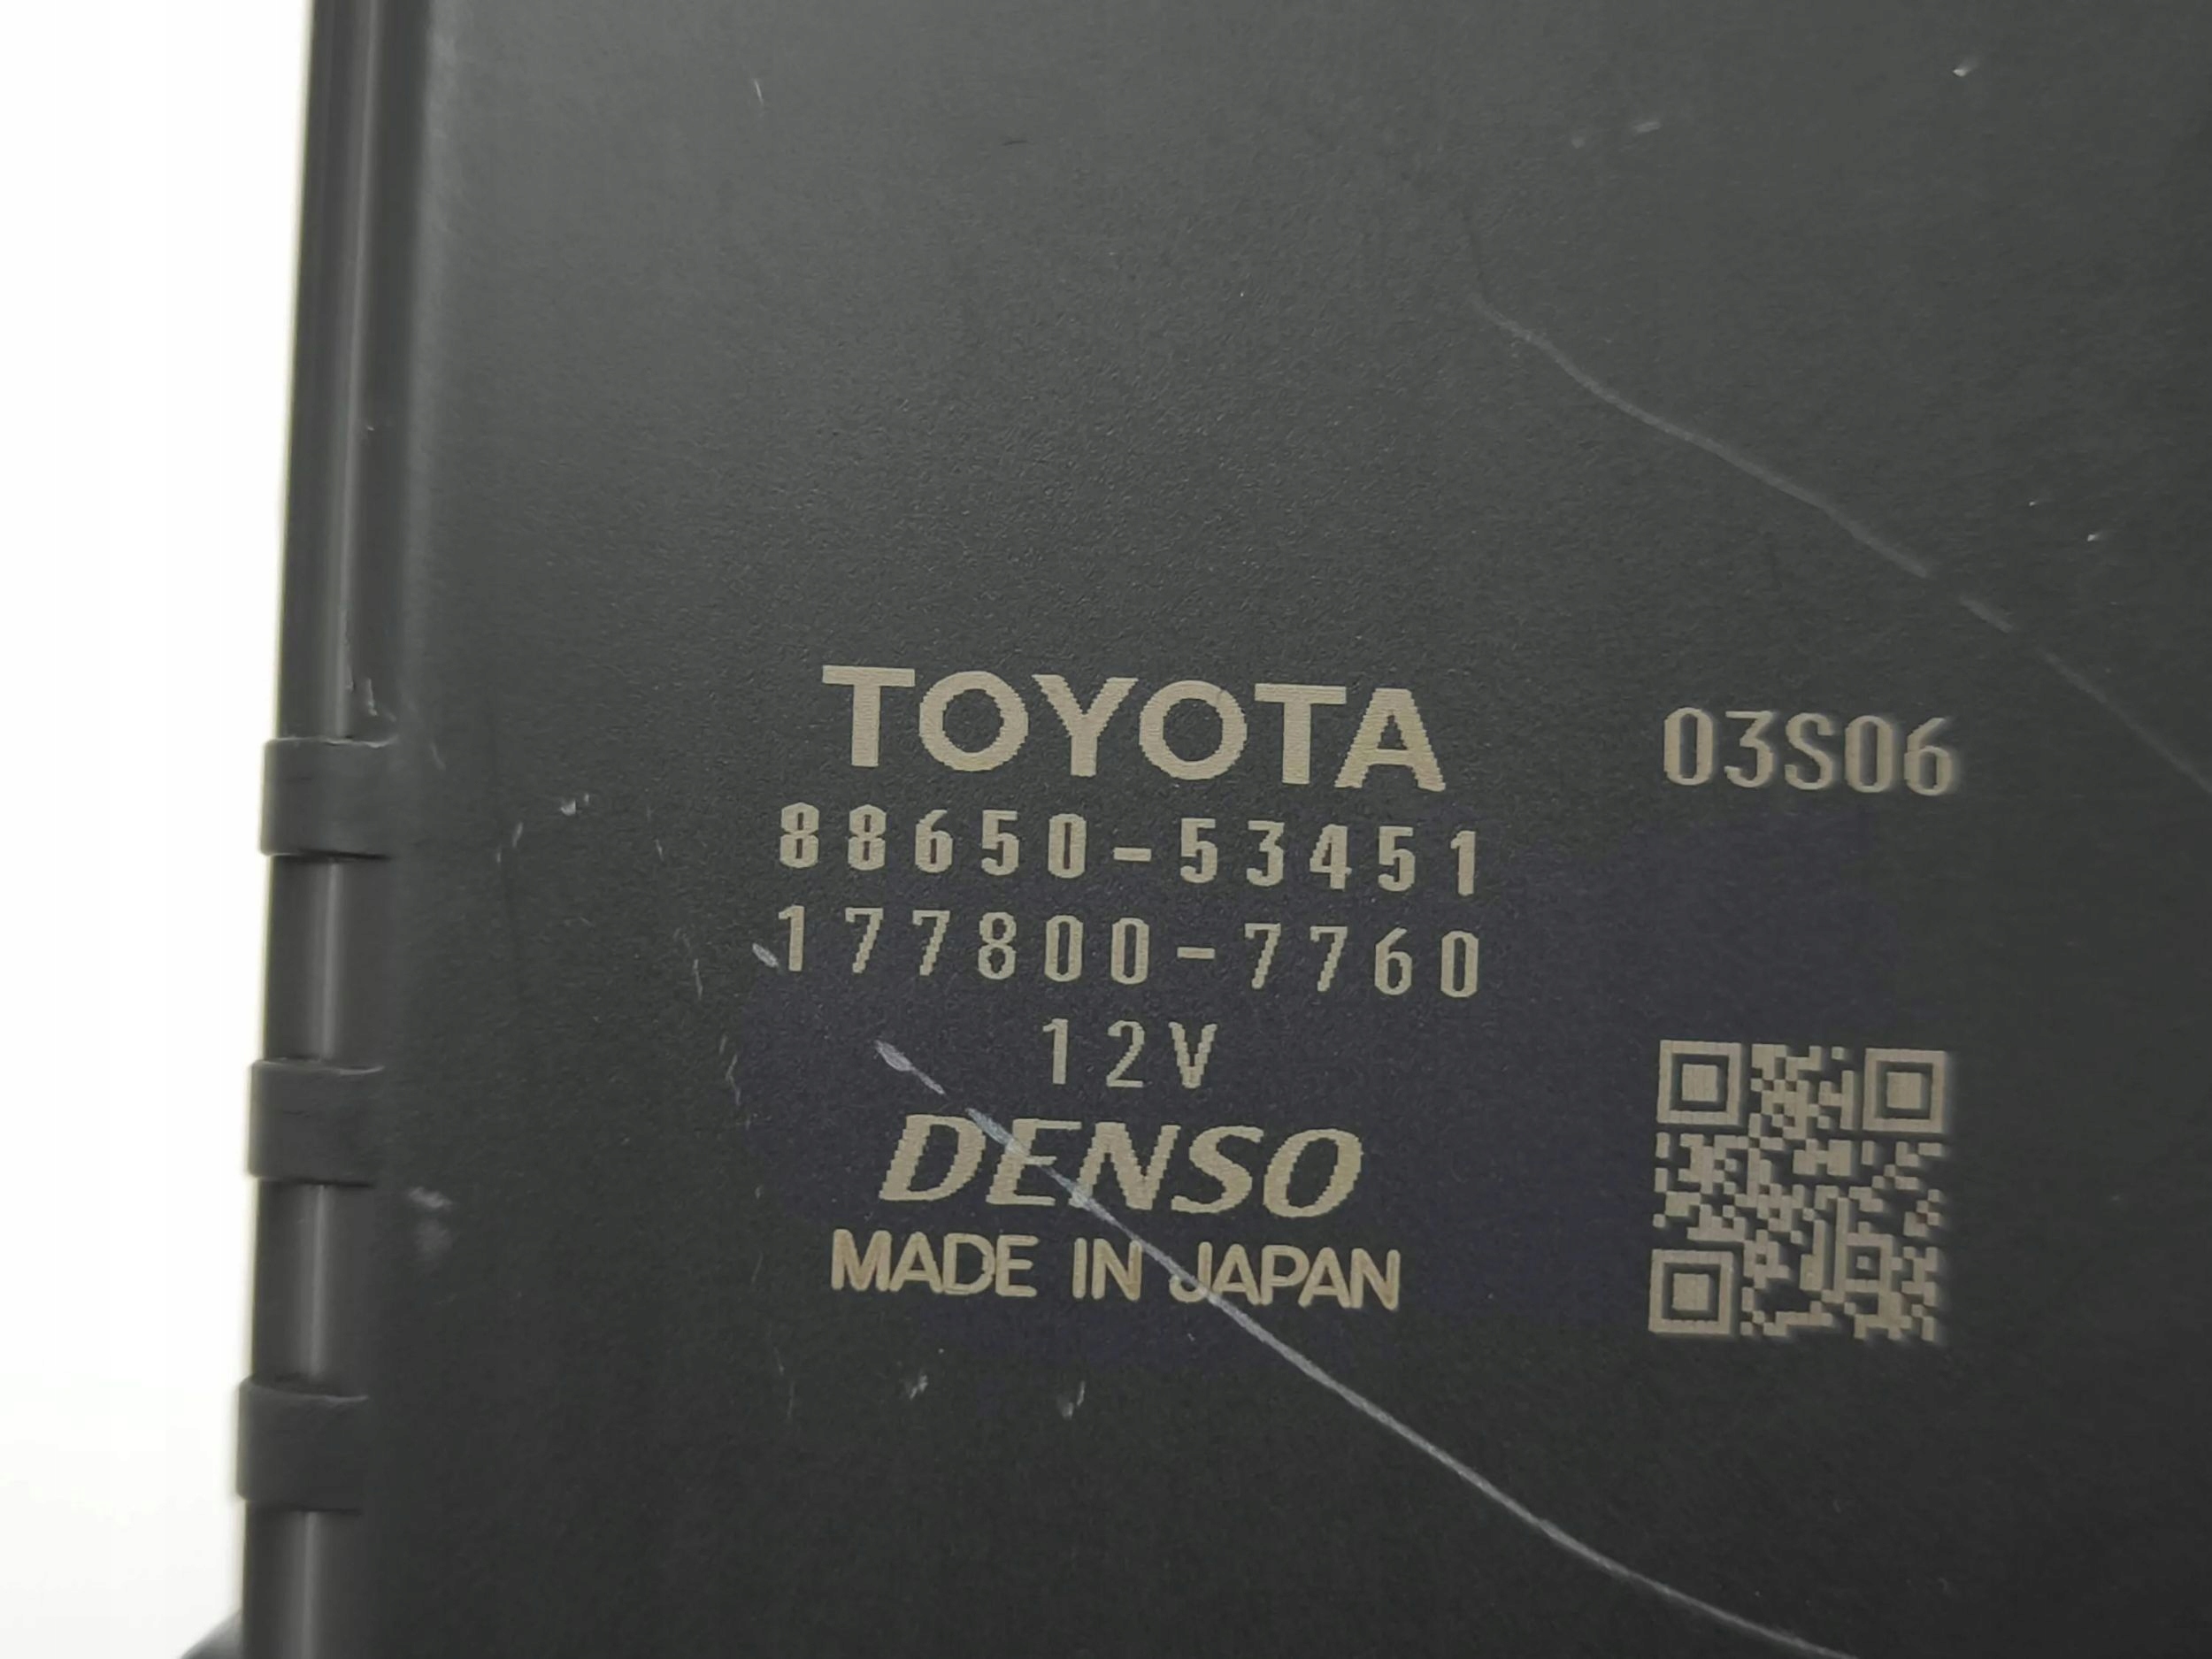 TOYOTA
03S06
88650-53451
177800-7760
12V
DENSO
MADE IN JAPAN